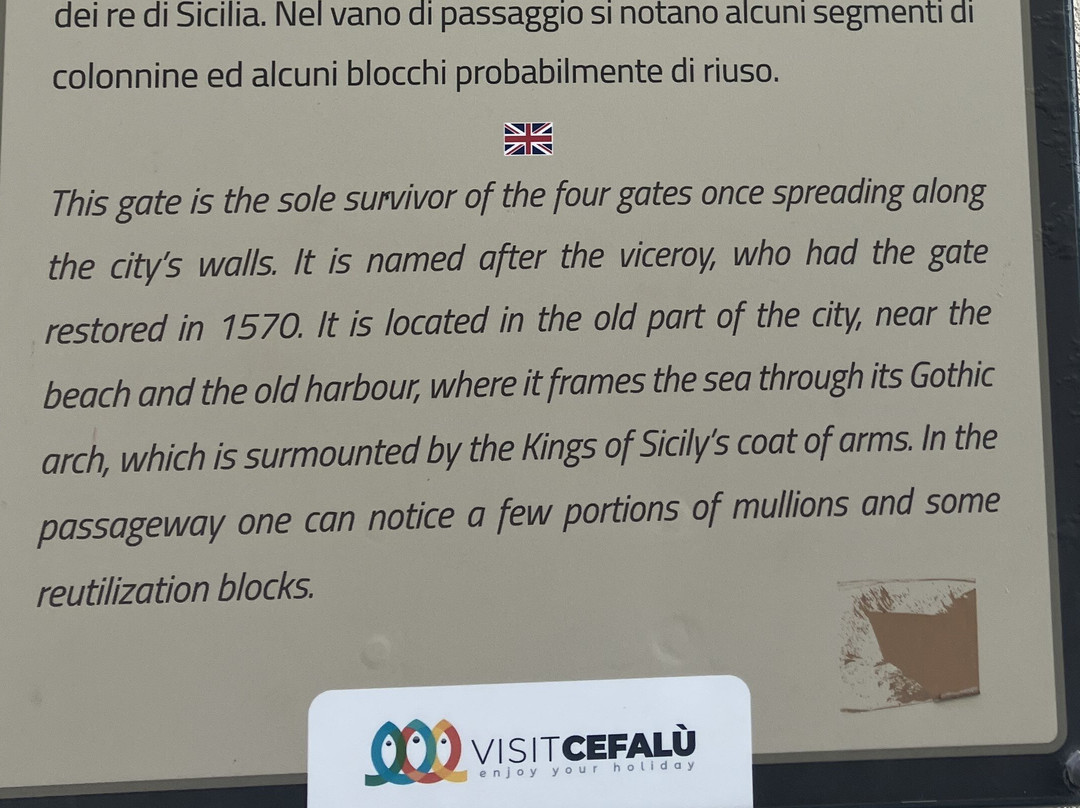 dei re di Sicilia. Nel vano di passaggio si notano alcuni segmenti di
colonnine ed alcuni blocchi probabilmente di riuso.
This gate is the sole survivor of the four gates once spreading along
the city's walls. It is named after the viceroy, who had the gate
restored in 1570. It is located in the old part of the city, near the
beach and the old harbour, where it frames the sea through its Gothic
arch, which is surmounted by the Kings of Sicily's coat of arms. In the
passageway one can notice a few portions of mullions and some
reutilization blocks.
VISITCEFALÙ
enjoy your holiday